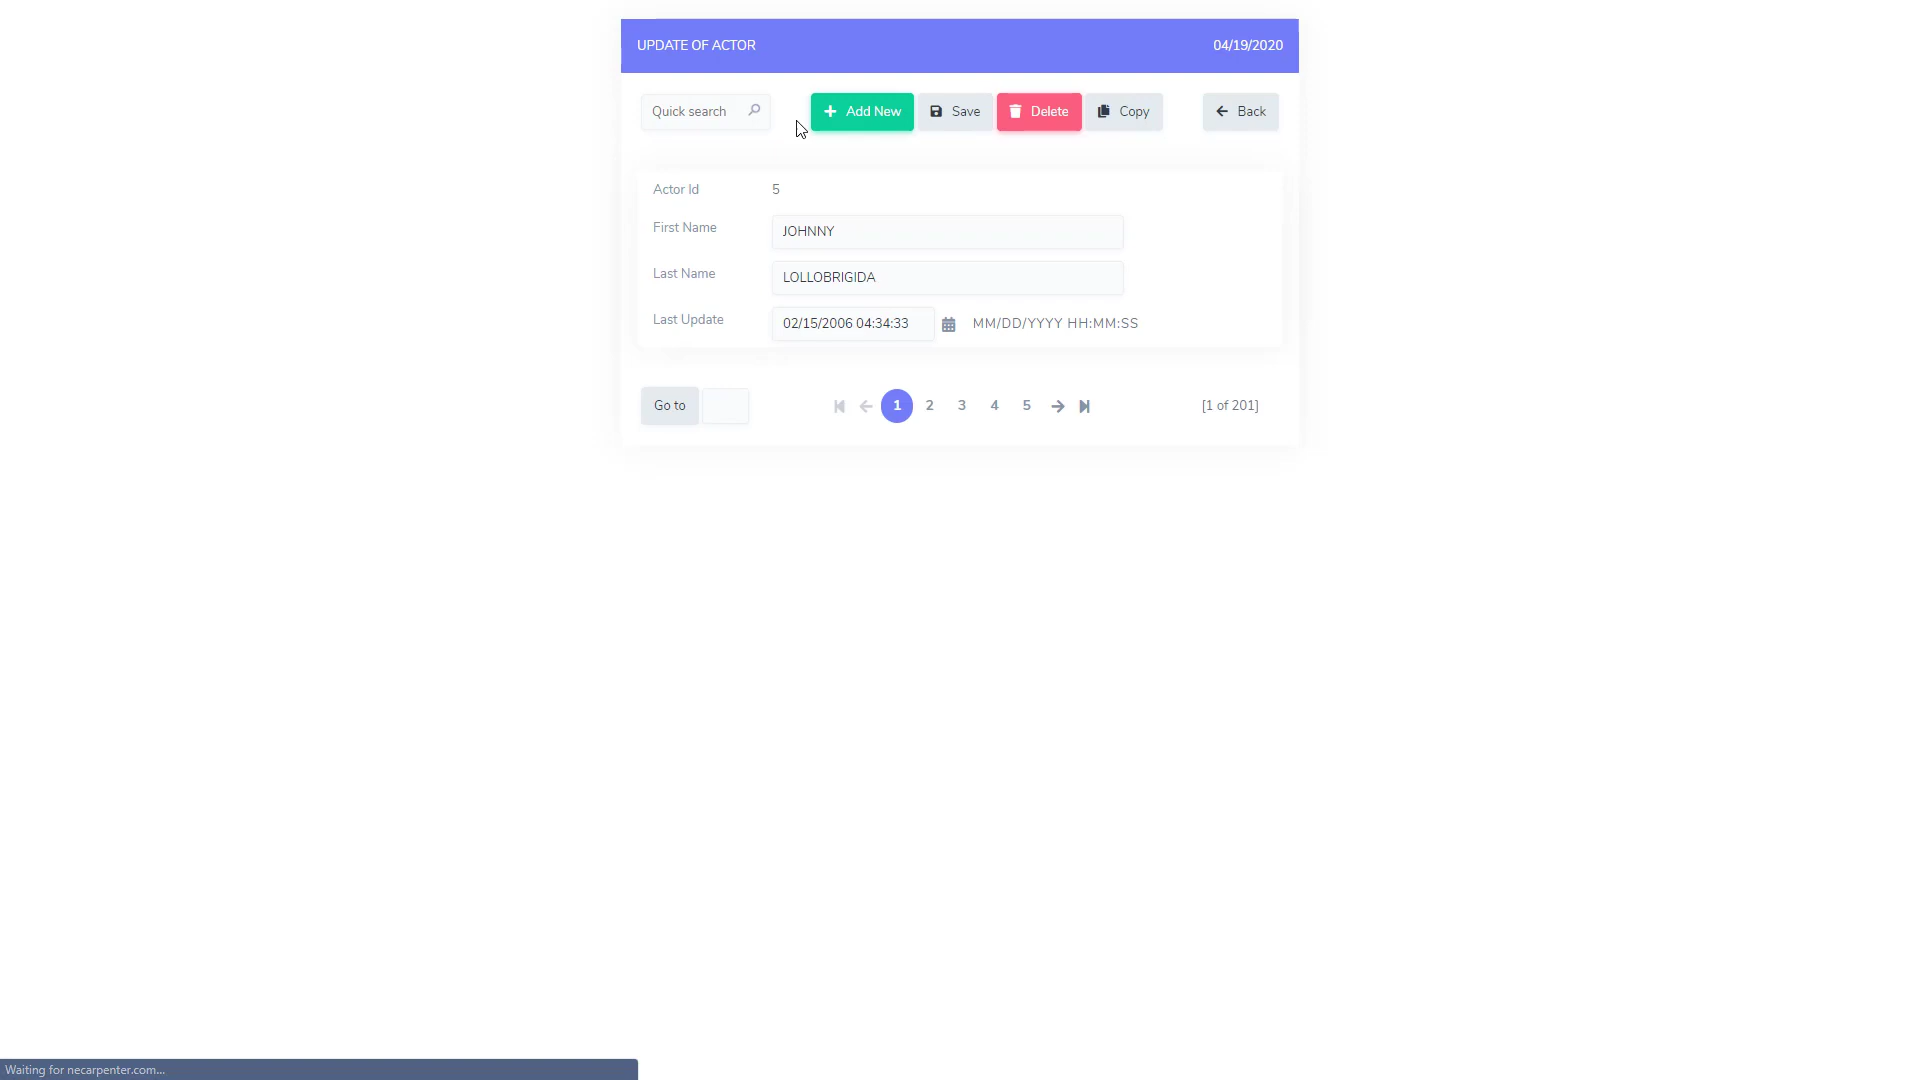 UPDATE OF ACTOR 04/19/2020
Quick search Add New Save Delete Copy Back
Actor Id 5
First Name JOHNNY
Last Name LOLLOBRIGIDA
Last Update 02/15/2006 04:34:33 MM/DD/YYYY HH:MM:SS
Go to 1 2 3 4 5 [1 of 201]
Waiting for necarpenter.com...